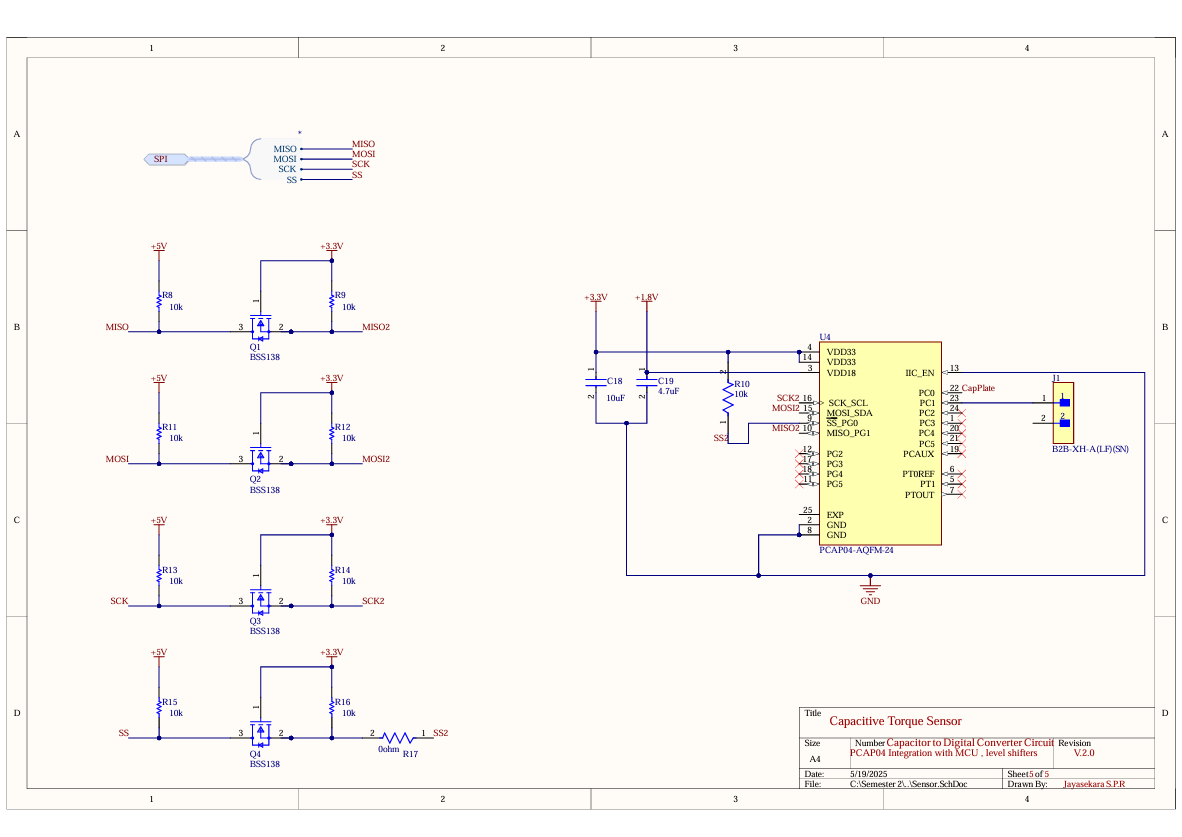 1 2 3 4
A A
*
SPI
MISO MISO
MOSI MOSI
SCK SCK
SS SS
+5V +3.3V
R8 10k
R9 10k
1
MISO 3 2 MISO2
Q1
BSS138
+5V +3.3V
R11 10k
R12 10k
1
MOSI 3 2 MOSI2
Q2
BSS138
+5V +3.3V
R13 10k
R14 10k
1
SCK 3 2 SCK2
Q3
BSS138
+5V +3.3V
R15 10k
R16 10k
1
SS 3 2 2 1 SS2
0ohm R17
Q4
BSS138
B B
C C
D D
+3.3V +1.8V
1 C18 2 10uF
1 C19 2 4.7uF
2 R10 10k 1
SS2
U4
4 VDD33
14 VDD33
3 VDD18
SCK2 16 SCK_SCL
MOSI2 15 MOSI_SDA
9 SS_PG0
MISO2 10 MISO_PG1
12 PG2
17 PG3
18 PG4
11 PG5
25 EXP
2 GND
8 GND
IIC_EN 13
PC0 22 CapPlate
PC1 23
PC2 24
PC3 1
PC4 20
PC5 21
PCAUX 19
PT0REF 6
PT1 5
PTOUT 7
PCAP04-AQFM-24
GND
J1
1 1
2 2
B2B-XH-A(LF)(SN)
Title
Capacitive Torque Sensor
Size Number Capacitor to Digital Converter Circuit Revision
A4 PCAP04 Integration with MCU , level shifters V.2.0
Date: 5/19/2025 Sheet 5 of 5
File: C:\Semester 2\..\Sensor.SchDoc Drawn By: Jayasekara S.P.R
1 2 3 4